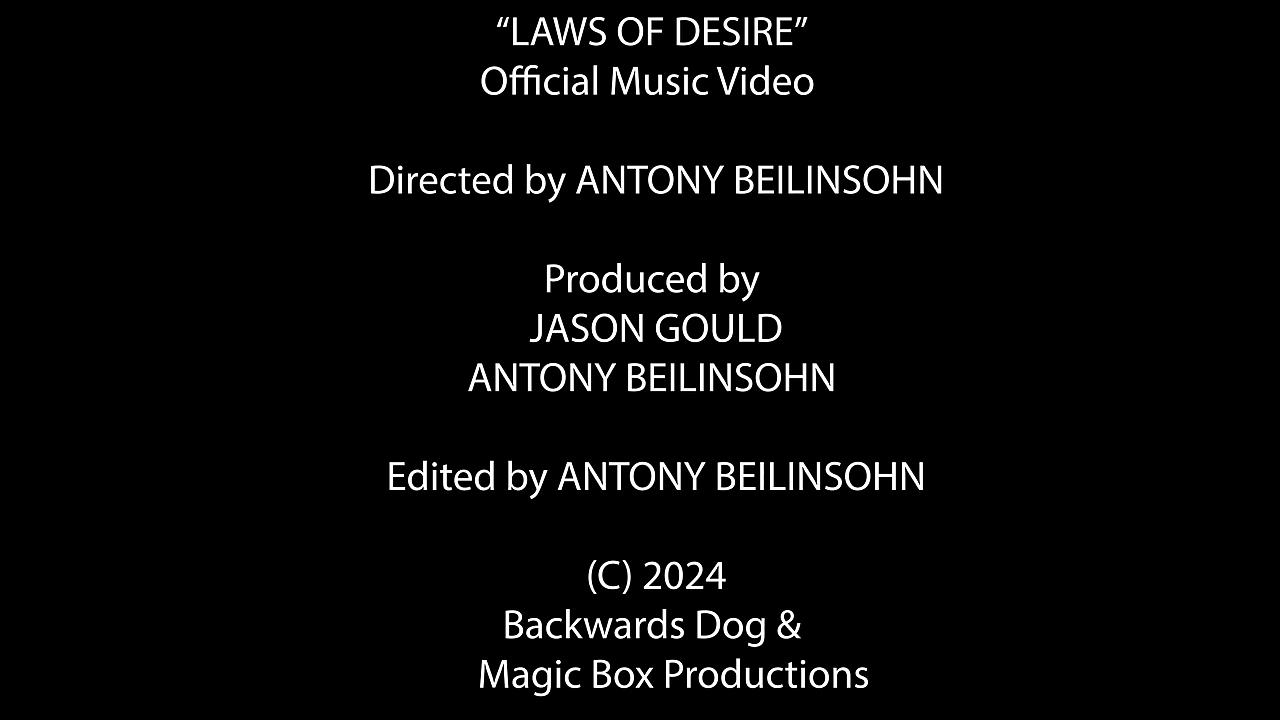 “LAWS OF DESIRE”
Official Music Video
Directed by ANTONY BEILINSOHN
Produced by
JASON GOULD
ANTONY BEILINSOHN
Edited by ANTONY BEILINSOHN
(C) 2024
Backwards Dog &
Magic Box Productions